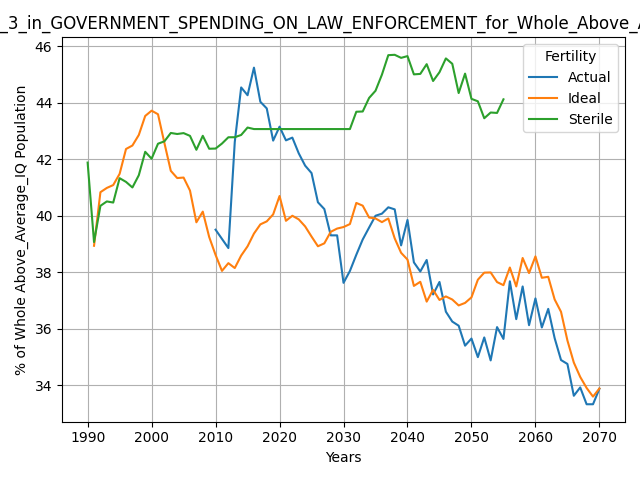 _3_in_GOVERNMENT_SPENDING_ON_LAW_ENFORCEMENT_for_Whole_Above_
Fertility
Actual
Ideal
Sterile
% of Whole Above_Average_IQ Population
46
44
42
40
38
36
34
1990
2000
2010
2020
2030
2040
2050
2060
2070
Years